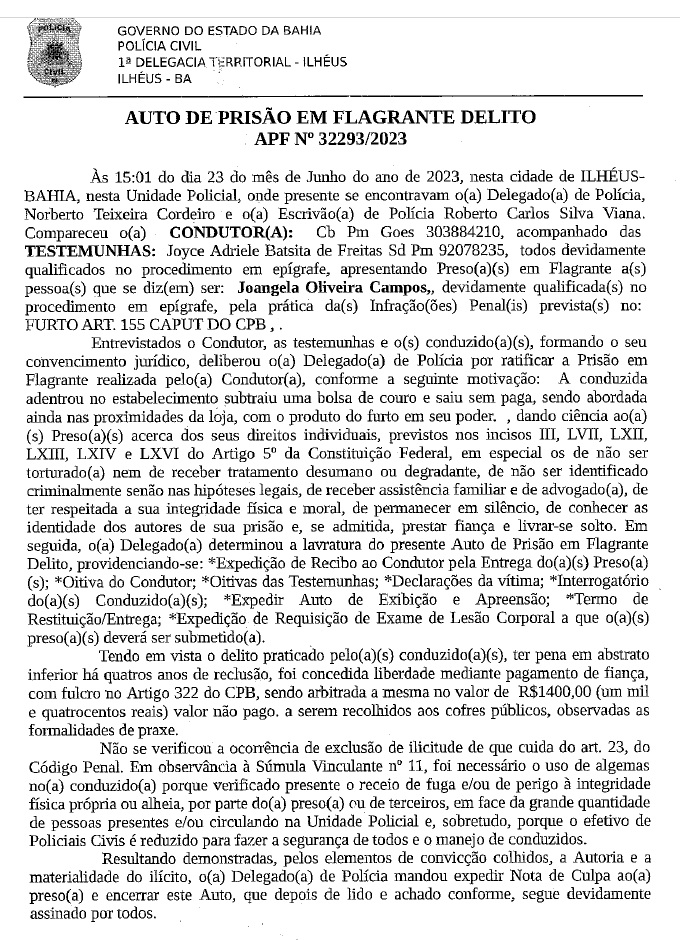 POLÍCIA
CIVIL
GOVERNO DO ESTADO DA BAHIA
POLÍCIA CIVIL
1ª DELEGACIA TERRITORIAL - ILHÉUS
ILHÉUS - BA
AUTO DE PRISÃO EM FLAGRANTE DELITO
APF Nº 32293/2023
Às 15:01 do dia 23 do mês de Junho do ano de 2023, nesta cidade de ILHÉUS-
BAHIA, nesta Unidade Policial, onde presente se encontravam o(a) Delegado(a) de Polícia,
Norberto Teixeira Cordeiro e o(a) Escrivão(a) de Polícia Roberto Carlos Silva Viana.
Compareceu o(a) CONDUTOR(A): Cb Pm Goes 303884210, acompanhado das
TESTEMUNHAS: Joyce Adriele Batsita de Freitas Sd Pm 92078235, todos devidamente
qualificados no procedimento em epígrafe, apresentando Preso(a)(s) em Flagrante a(s)
pessoa(s) que se diz(em) ser: Joangela Oliveira Campos,, devidamente qualificada(s) no
procedimento em epígrafe, pela prática da(s) Infração(ões) Penal(is) prevista(s) no:
FURTO ART. 155 CAPUT DO CPB , .
Entrevistados o Condutor, as testemunhas e o(s) conduzido(a)(s), formando o seu
convencimento jurídico, deliberou o(a) Delegado(a) de Polícia por ratificar a Prisão em
Flagrante realizada pelo(a) Condutor(a), conforme a seguinte motivação: A conduzida
adentrou no estabelecimento subtraiu uma bolsa de couro e saiu sem paga, sendo abordada
ainda nas proximidades da loja, com o produto do furto em seu poder. , dando ciência ao(a)
(s) Preso(a)(s) acerca dos seus direitos individuais, previstos nos incisos III, LVII, LXII,
LXIII, LXIV e LXVI do Artigo 5º da Constituição Federal, em especial os de não ser
torturado(a) nem de receber tratamento desumano ou degradante, de não ser identificado
criminalmente senão nas hipóteses legais, de receber assistência familiar e de advogado(a), de
ter respeitada a sua integridade física e moral, de permanecer em silêncio, de conhecer as
identidade dos autores de sua prisão e, se admitida, prestar fiança e livrar-se solto. Em
seguida, o(a) Delegado(a) determinou a lavratura do presente Auto de Prisão em Flagrante
Delito, providenciando-se: *Expedição de Recibo ao Condutor pela Entrega do(a)(s) Preso(a)
(s); *Oitiva do Condutor; *Oitivas das Testemunhas; *Declarações da vítima; *Interrogatório
do(a)(s) Conduzido(a)(s); *Expedir Auto de Exibição e Apreensão; *Termo de
Restituição/Entrega; *Expedição de Requisição de Exame de Lesão Corporal a que o(a)(s)
preso(a)(s) deverá ser submetido(a).
Tendo em vista o delito praticado pelo(a)(s) conduzido(a)(s), ter pena em abstrato
inferior há quatros anos de reclusão, foi concedida liberdade mediante pagamento de fiança,
com fulcro no Artigo 322 do CPB, sendo arbitrada a mesma no valor de R$1400,00 (um mil
e quatrocentos reais) valor não pago. a serem recolhidos aos cofres públicos, observadas as
formalidades de praxe.
Não se verificou a ocorrência de exclusão de ilicitude de que cuida do art. 23, do
Código Penal. Em observância à Súmula Vinculante nº 11, foi necessário o uso de algemas
no(a) conduzido(a) porque verificado presente o receio de fuga e/ou de perigo à integridade
física própria ou alheia, por parte do(a) preso(a) ou de terceiros, em face da grande quantidade
de pessoas presentes e/ou circulando na Unidade Policial e, sobretudo, porque o efetivo de
Policiais Civis é reduzido para fazer a segurança de todos e o manejo de conduzidos.
Resultando demonstradas, pelos elementos de convicção colhidos, a Autoria e a
materialidade do ilícito, o(a) Delegado(a) de Polícia mandou expedir Nota de Culpa ao(a)
preso(a) e encerrar este Auto, que depois de lido e achado conforme, segue devidamente
assinado por todos.